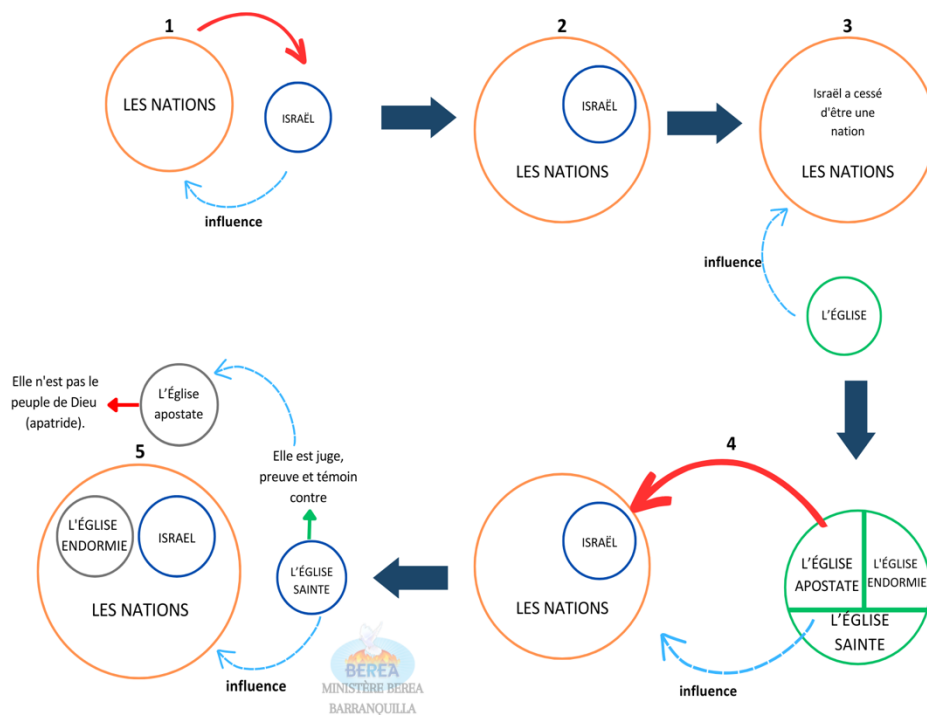 1
LES NATIONS
ISRAËL
influence
2
ISRAËL
LES NATIONS
3
Israël a cessé
d'être une
nation
LES NATIONS
influence
L'ÉGLISE
4
ISRAËL
LES NATIONS
L'ÉGLISE
APOSTATE
L'ÉGLISE
ENDORMIE
L'ÉGLISE
SAINTE
influence
Elle n'est pas le
peuple de Dieu
(apatride).
L'Église
apostate
5
Elle est juge,
preuve et témoin
contre
L'ÉGLISE
ENDORMIE
ISRAEL
LES NATIONS
L'ÉGLISE
SAINTE
influence
BEREA
MINISTÈRE BEREA
BARRANQUILLA